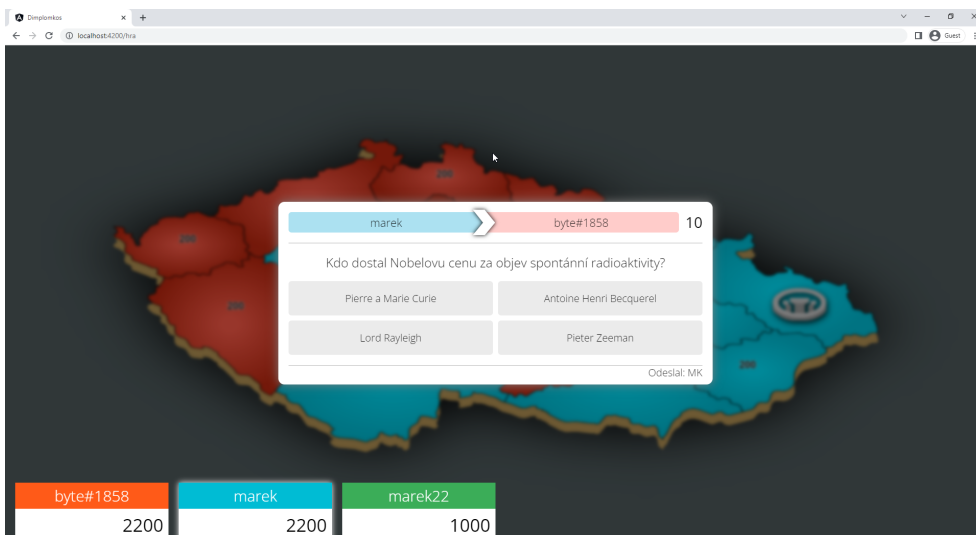 Dimplomkos
localhost:4200/hra
Guest
200
200
200
200
marek
byte#1858
10
Kdo dostal Nobelovu cenu za objev spontánní radioaktivity?
Pierre a Marie Curie
Antoine Henri Becquerel
Lord Rayleigh
Pieter Zeeman
Odeslal: MK
byte#1858
marek
marek22
2200
2200
1000